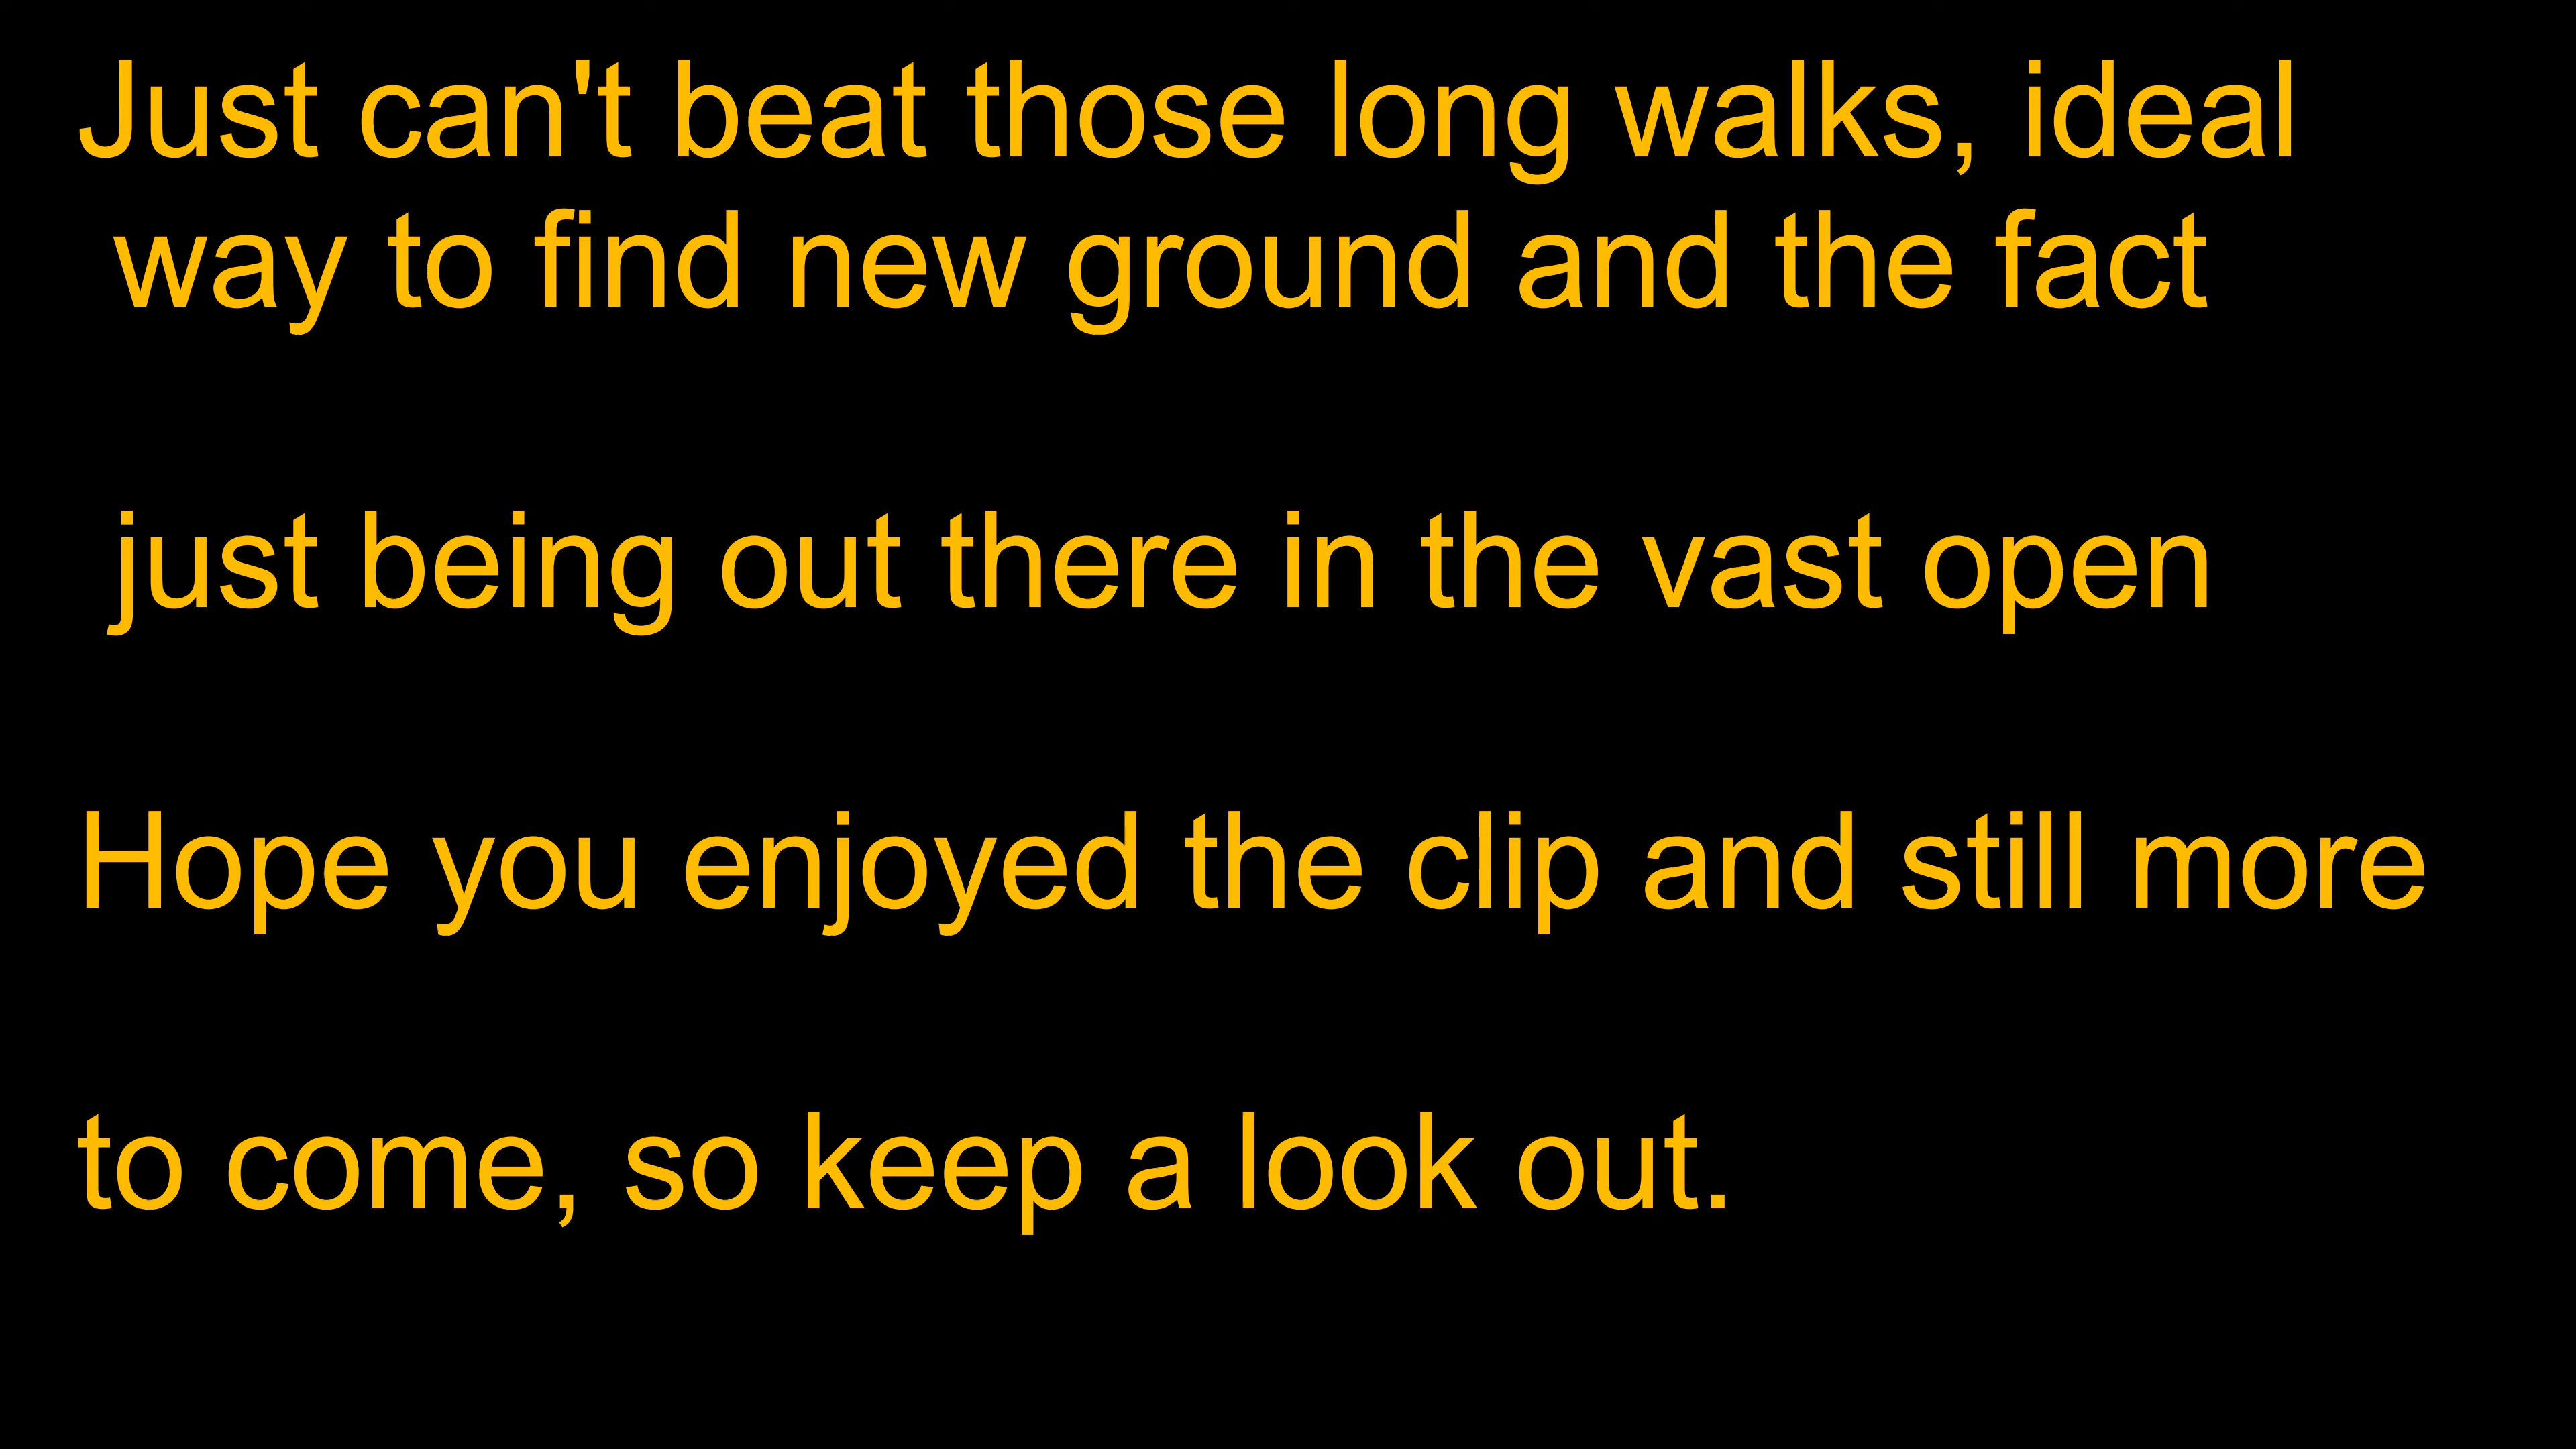 Just can't beat those long walks, ideal
way to find new ground and the fact
just being out there in the vast open
Hope you enjoyed the clip and still more
to come, so keep a look out.